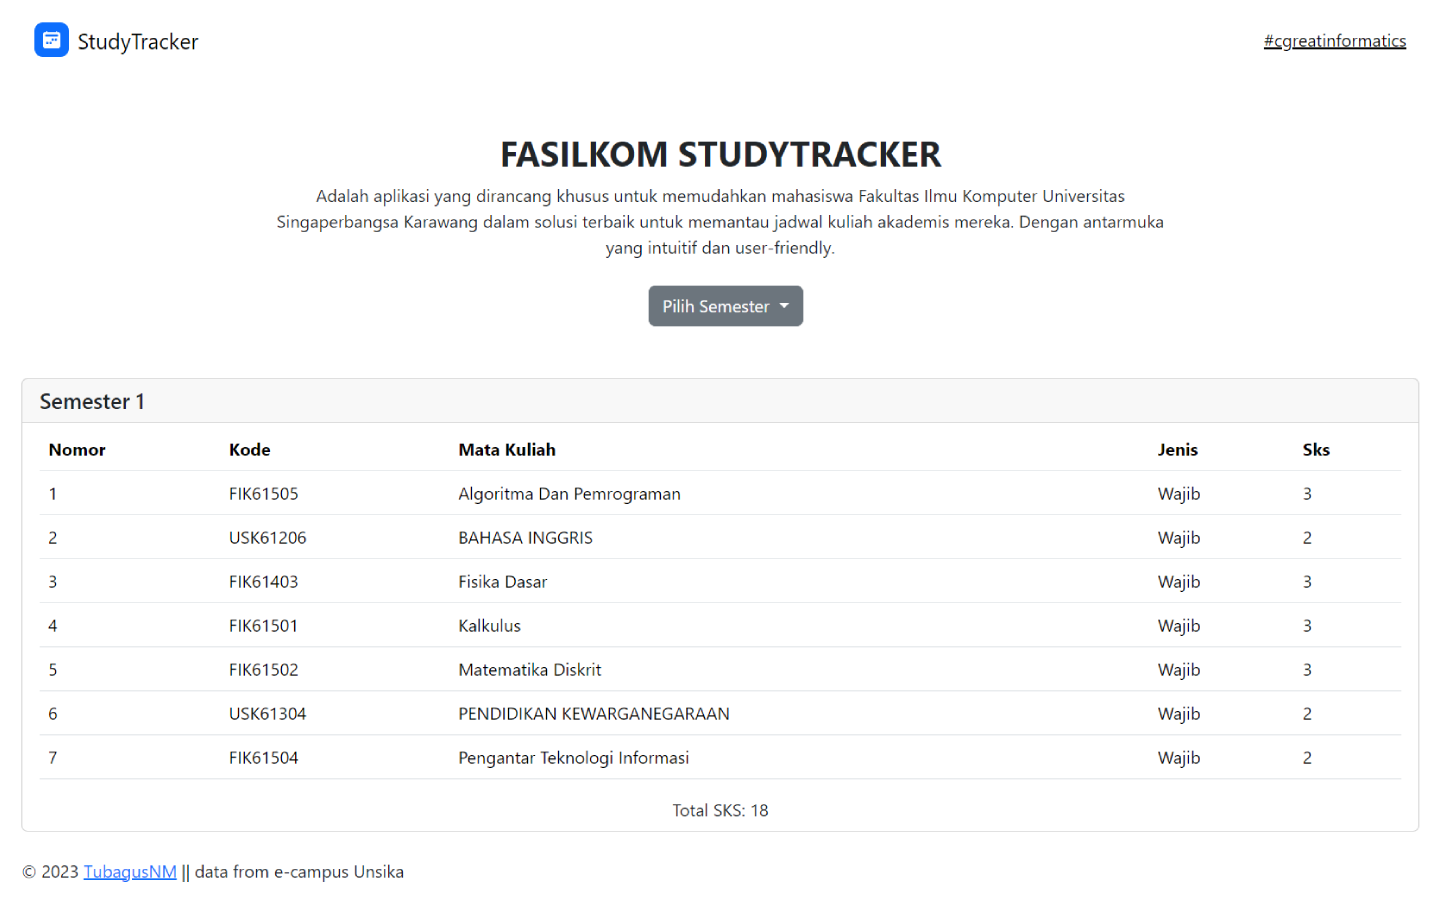 StudyTracker
#cgreatinformatics
FASILKOM STUDYTRACKER
Adalah aplikasi yang dirancang khusus untuk memudahkan mahasiswa Fakultas Ilmu Komputer Universitas
Singaperbangsa Karawang dalam solusi terbaik untuk memantau jadwal kuliah akademis mereka. Dengan antarmuka
yang intuitif dan user-friendly.
Pilih Semester
Semester 1
Nomor Kode Mata Kuliah Jenis Sks
1 FIK61505 Algoritma Dan Pemrograman Wajib 3
2 USK61206 BAHASA INGGRIS Wajib 2
3 FIK61403 Fisika Dasar Wajib 3
4 FIK61501 Kalkulus Wajib 3
5 FIK61502 Matematika Diskrit Wajib 3
6 USK61304 PENDIDIKAN KEWARGANEGARAAN Wajib 2
7 FIK61504 Pengantar Teknologi Informasi Wajib 2
Total SKS: 18
© 2023 TubagusNM || data from e-campus Unsika